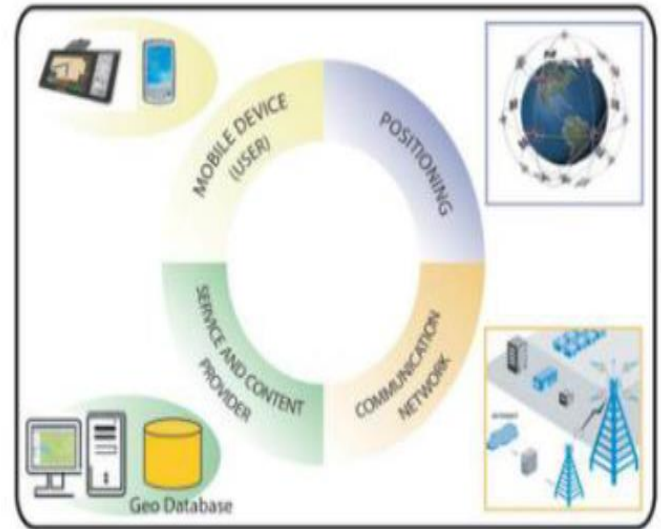 MOBILE DEVICE
(USER)
POSITIONING
SERVICE AND CONTENT
PROVIDER
COMMUNICATION
NETWORK
Geo Database